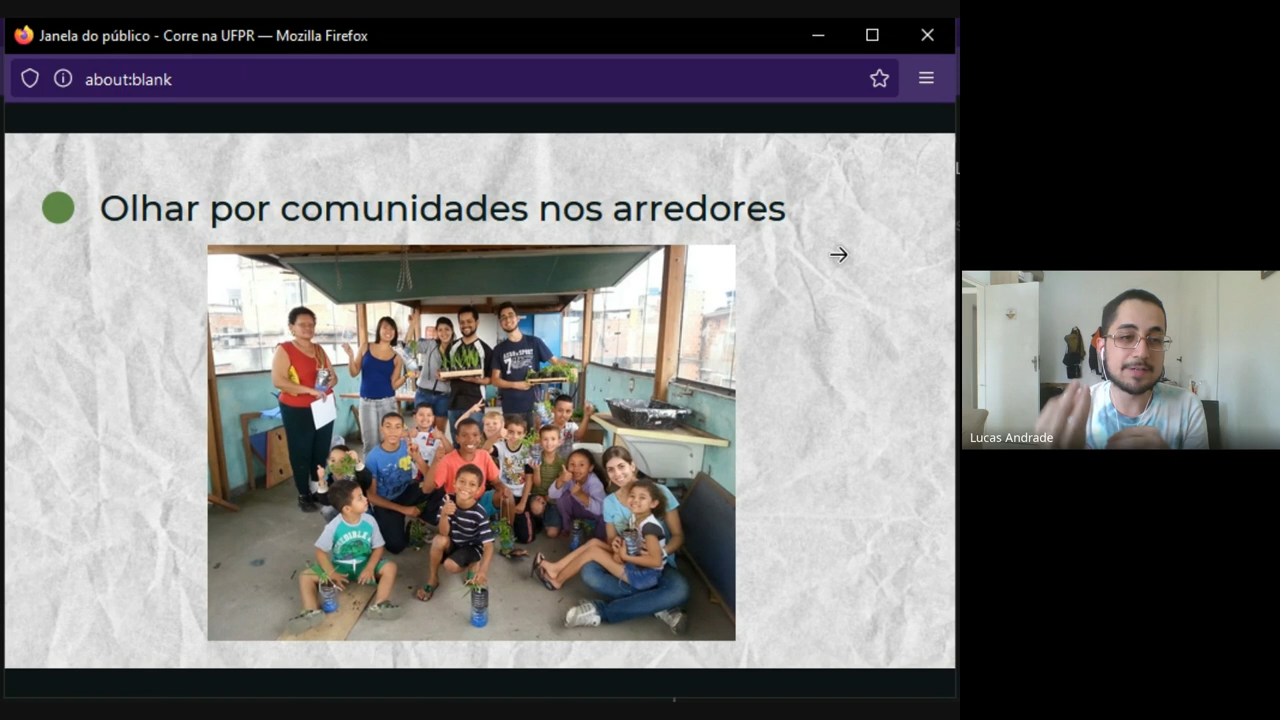 Janela do público - Corre na UFPR — Mozilla Firefox
about:blank
Olhar por comunidades nos arredores
Lucas Andrade